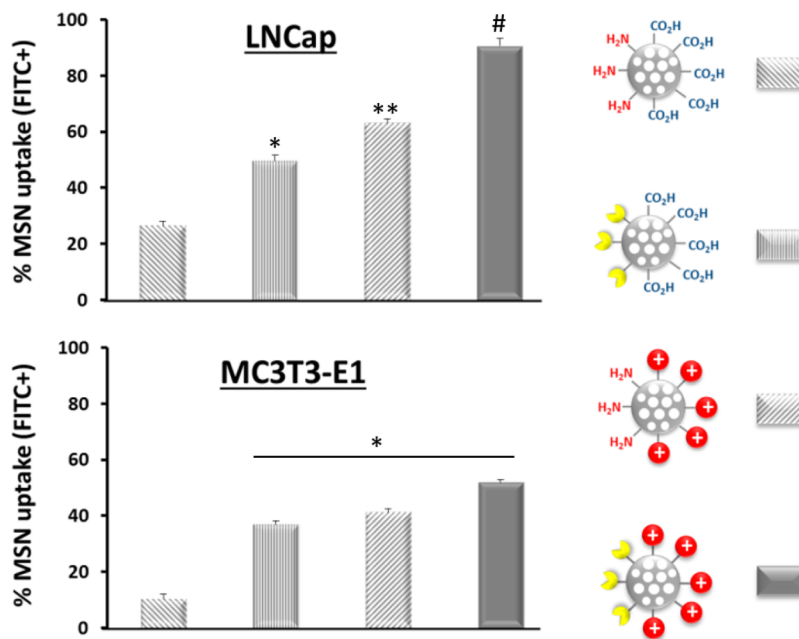 % MSN uptake (FITC+)
100
80
60
40
20
0
LNCap
*
**
#
% MSN uptake (FITC+)
100
80
60
40
20
0
MC3T3-E1
*
CO₂H
H₂N CO₂H
H₂N CO₂H
H₂N CO₂H
CO₂H
CO₂H
CO₂H
CO₂H
CO₂H
CO₂H
+
H₂N +
H₂N +
H₂N +
+
+
+
+
+
+